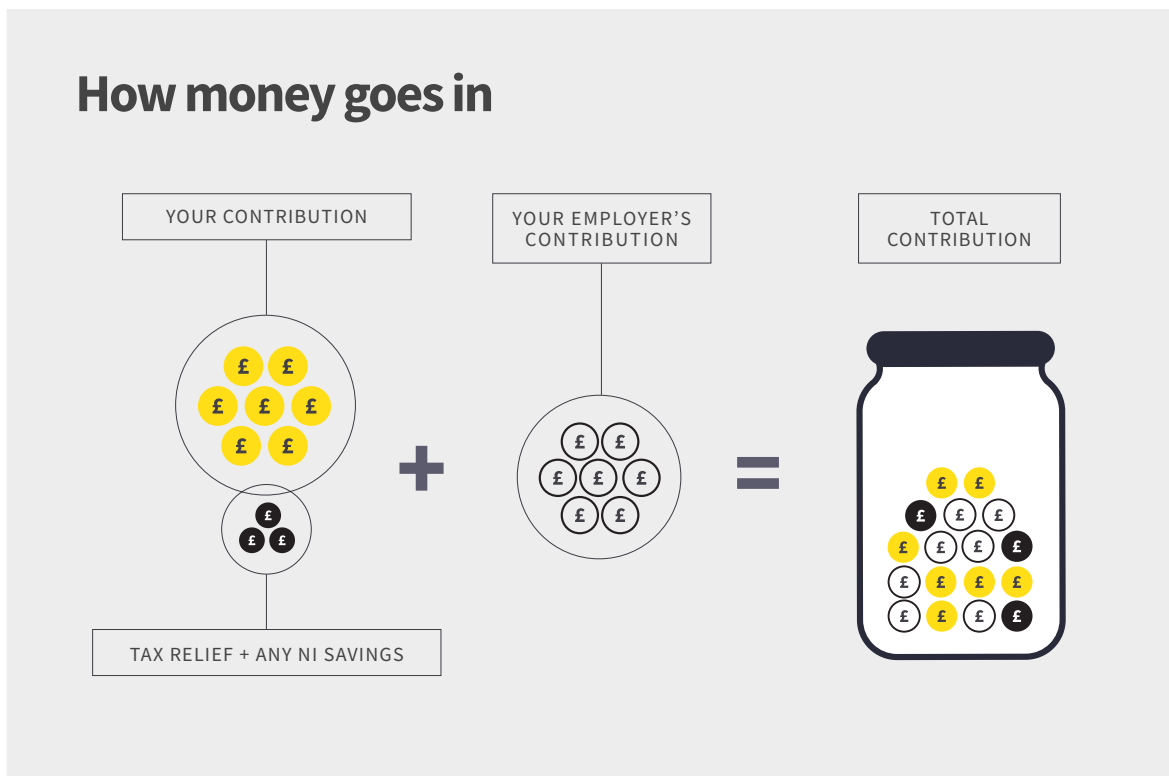 How money goes in
YOUR CONTRIBUTION
££
£££
££
£
££
TAX RELIEF + ANY NI SAVINGS
+
YOUR EMPLOYER'S
CONTRIBUTION
££
£££
££
=
TOTAL
CONTRIBUTION
££
£££
££££
££££
££££